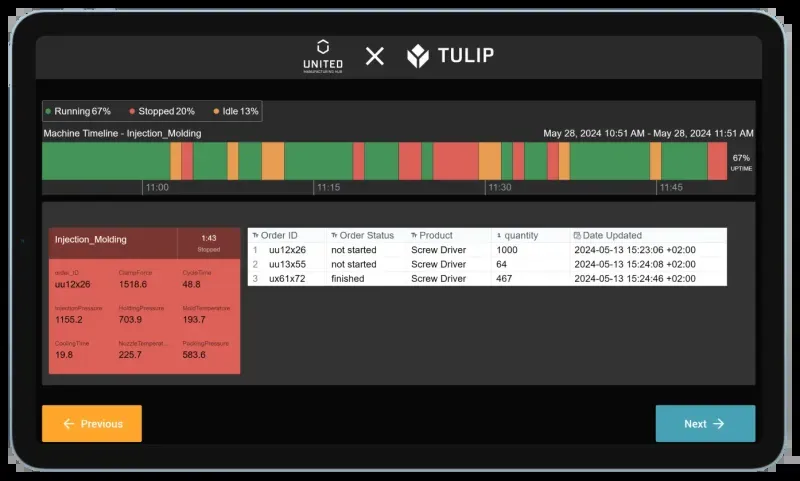 UNITED
MANUFACTURING HUB
TULIP
Running 67% Stopped 20% Idle 13%
Machine Timeline - Injection_Molding May 28, 2024 10:51 AM - May 28, 2024 11:51 AM
67%
UPTIME
11:00 11:15 11:30 11:45
Injection_Molding 1:43
Stopped
order_ID ClampForce CycleTime
uu12x26 1518.6 48.8
InjectionPressure HoldingPressure MoldTemperature
1155.2 703.9 193.7
CoolingTime NozzleTemperat... PackingPressure
19.8 225.7 583.6
Order ID Order Status Product quantity Date Updated
1 uu12x26 not started Screw Driver 1000 2024-05-13 15:23:06 +02:00
2 uu13x55 not started Screw Driver 64 2024-05-13 15:24:08 +02:00
3 ux61x72 finished Screw Driver 467 2024-05-13 15:24:46 +02:00
← Previous Next →